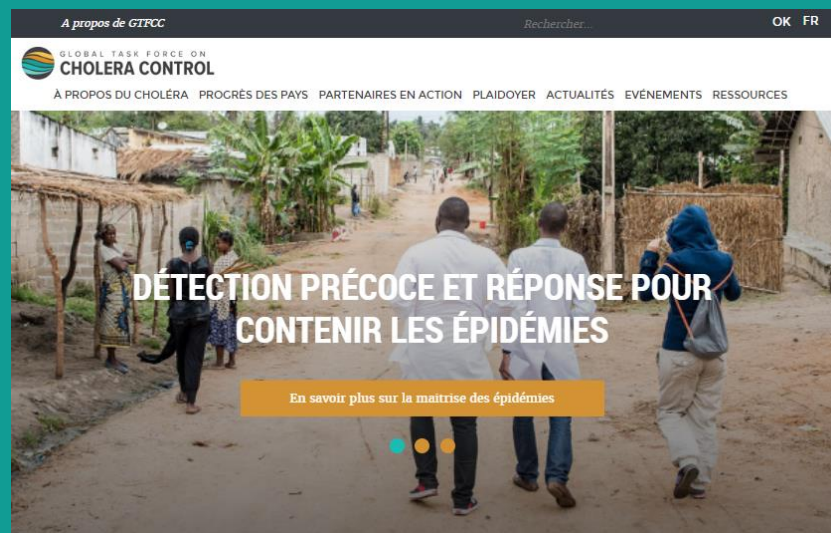 A propos de GTFCC
Rechercher...
OK FR
GLOBAL TASK FORCE ON
CHOLERA CONTROL
À PROPOS DU CHOLÉRA PROGRÈS DES PAYS PARTENAIRES EN ACTION PLAIDOYER ACTUALITÉS EVÉNEMENTS RESSOURCES
DÉTECTION PRÉCOCE ET RÉPONSE POUR
CONTENIR LES ÉPIDÉMIES
En savoir plus sur la maitrise des épidémies